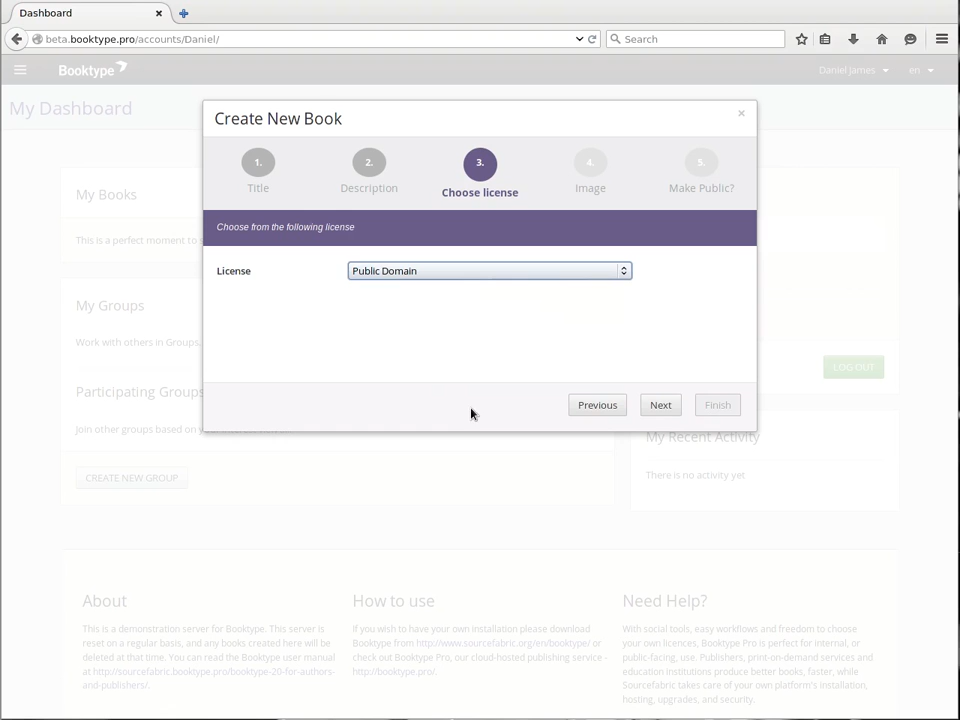 Dashboard
beta.booktype.pro/accounts/Daniel/
Search
Booktype
Daniel James
en
My Dashboard
Create New Book
×
1.
2.
3.
4.
5.
Title
Description
Choose license
Image
Make Public?
Choose from the following license
License
Public Domain
Previous
Next
Finish
My Books
This is a perfect moment to
My Groups
Work with others in Groups.
Participating Groups
Join other groups based on
CREATE NEW GROUP
LOG OUT
My Recent Activity
There is no activity yet
About
This is a demonstration server for Booktype. This server is
reset on a regular basis, and any books created here will be
deleted at that time. You can read the Booktype user manual
at http://sourcefabric.booktype.pro/booktype-20-for-authors-
and-publishers/.
How to use
If you wish to have your own installation please download
Booktype from http://www.sourcefabric.org/en/booktype/ or
check out Booktype Pro, our cloud-hosted publishing service -
http://booktype.pro/.
Need Help?
With social tools, easy workflows and freedom to choose
your own licences, Booktype Pro is perfect for internal, or
public-facing, use. Publishers, print-on-demand services and
education institutions produce better books, faster, while
Sourcefabric takes care of your own platform's installation,
hosting, upgrades, and security.